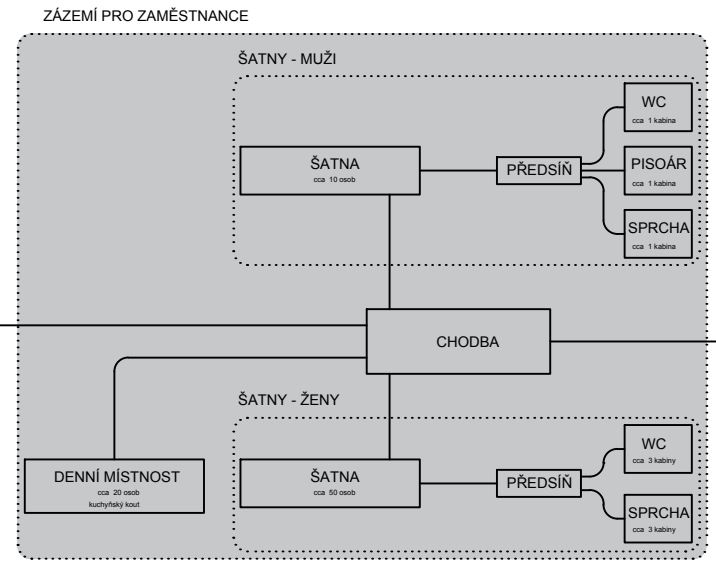 ZÁZEMÍ PRO ZAMĚSTNANCE
ŠATNY - MUŽI
WC
cca 1 kabina
ŠATNA
cca 10 osob
PŘEDSÍŇ
PISOÁR
cca 1 kabina
SPRCHA
cca 1 kabina
CHODBA
ŠATNY - ŽENY
WC
cca 3 kabiny
DENNÍ MÍSTNOST
cca 20 osob
kuchyňský kout
ŠATNA
cca 50 osob
PŘEDSÍŇ
SPRCHA
cca 3 kabiny